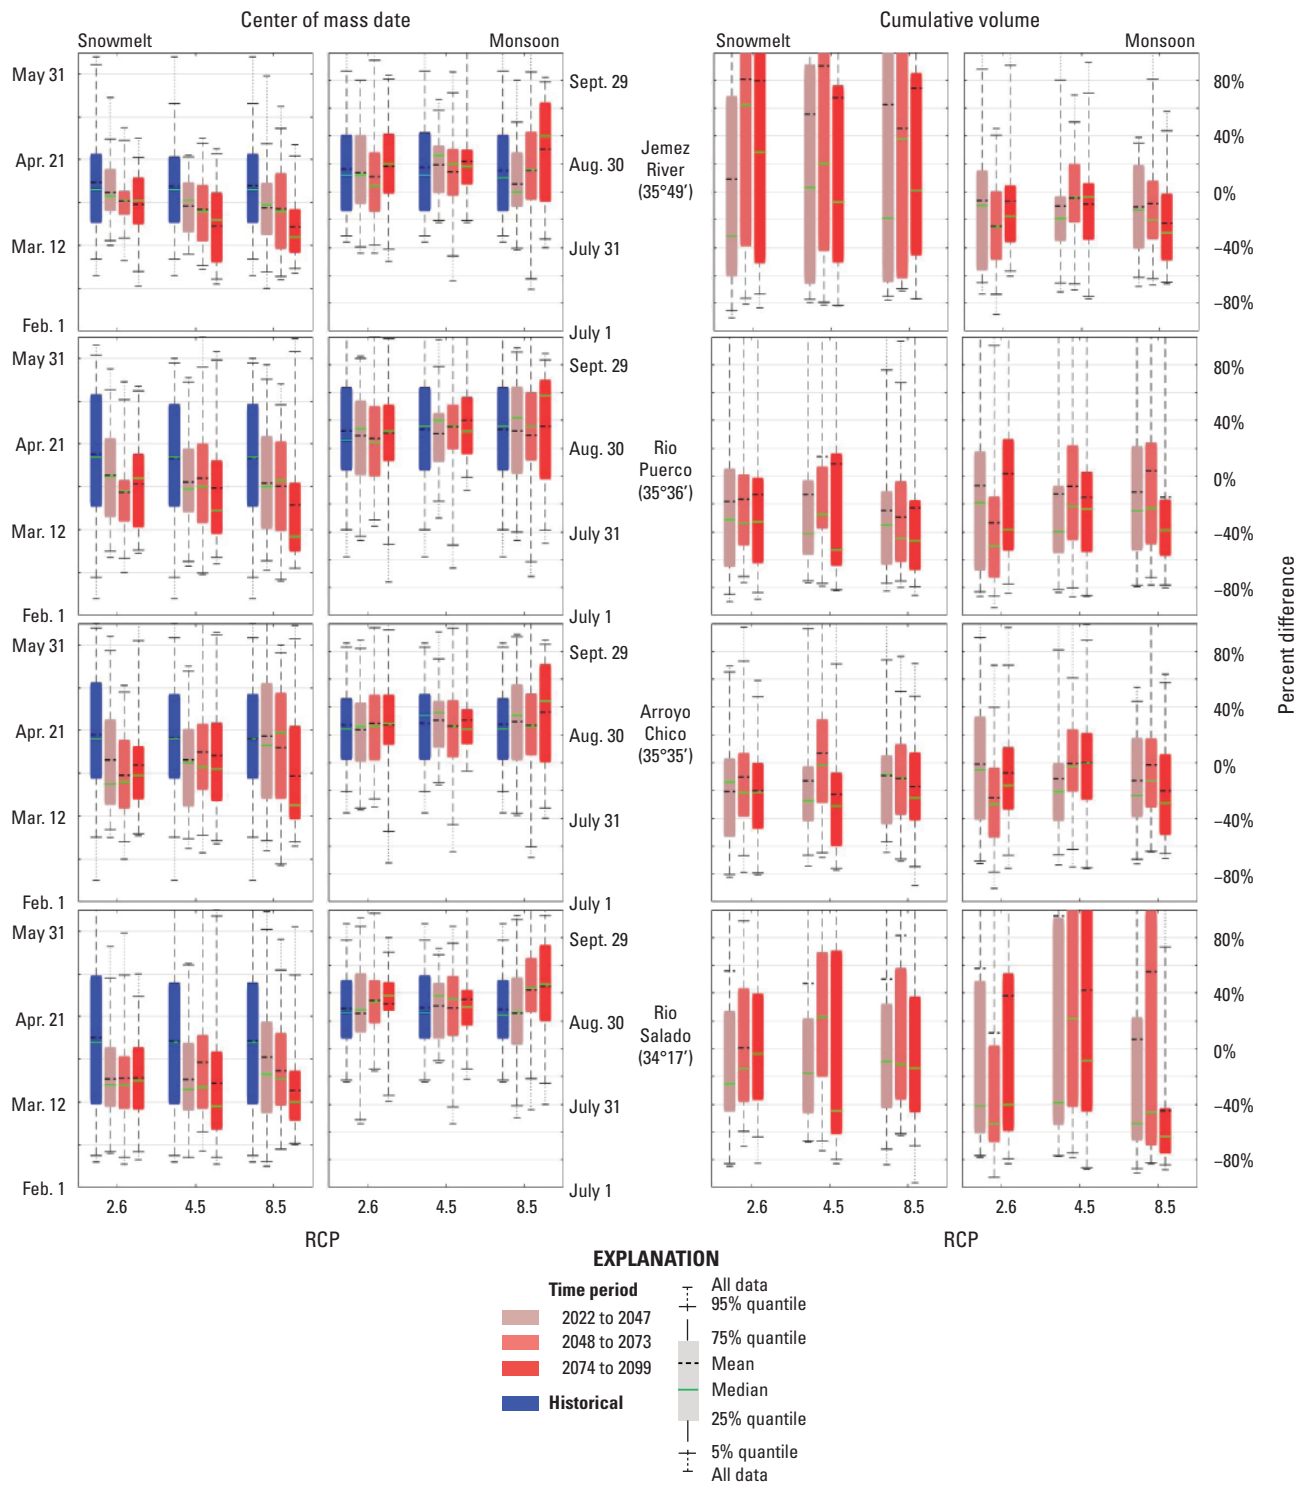 Center of mass date
Cumulative volume
Snowmelt
Monsoon
Snowmelt
Monsoon
May 31
Apr. 21
Mar. 12
Feb. 1
Sept. 29
Aug. 30
July 31
July 1
Jemez
River
(35°49′)
80%
40%
0%
−40%
−80%
May 31
Apr. 21
Mar. 12
Feb. 1
Sept. 29
Aug. 30
July 31
July 1
Rio
Puerco
(35°36′)
80%
40%
0%
−40%
−80%
May 31
Apr. 21
Mar. 12
Feb. 1
Sept. 29
Aug. 30
July 31
July 1
Arroyo
Chico
(35°35′)
80%
40%
0%
−40%
−80%
May 31
Apr. 21
Mar. 12
Feb. 1
Sept. 29
Aug. 30
July 31
July 1
Rio
Salado
(34°17′)
80%
40%
0%
−40%
−80%
Percent difference
2.6 4.5 8.5 2.6 4.5 8.5 2.6 4.5 8.5 2.6 4.5 8.5
RCP
RCP
EXPLANATION
Time period
2022 to 2047
2048 to 2073
2074 to 2099
Historical
All data
95% quantile
75% quantile
Mean
Median
25% quantile
5% quantile
All data